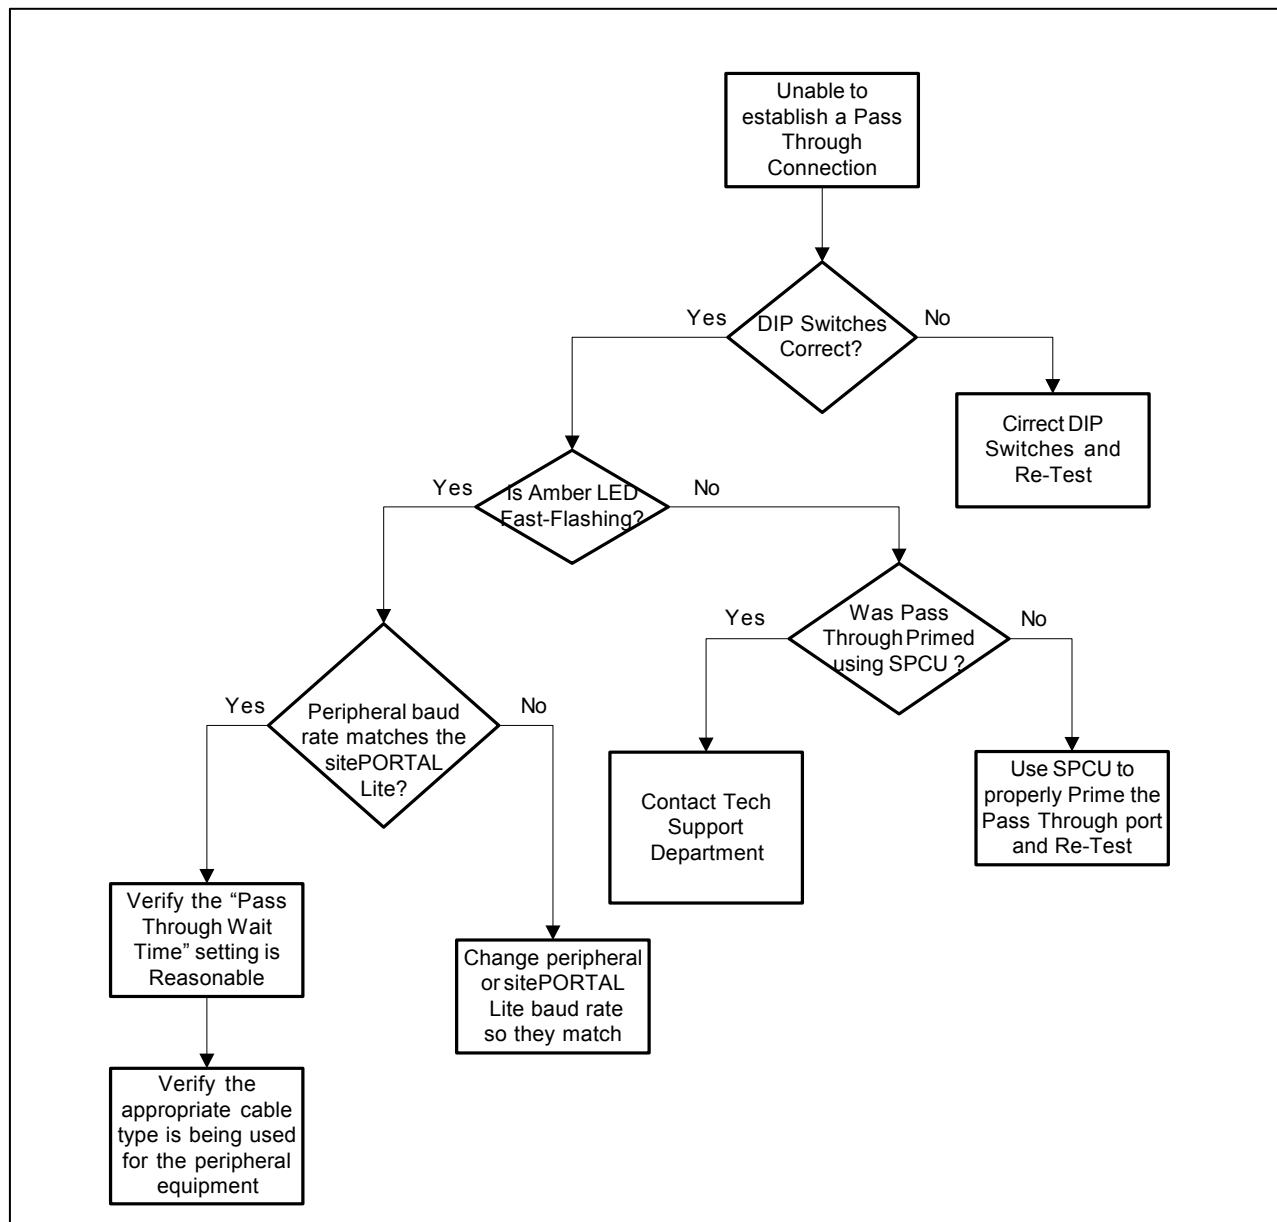 Unable to
establish a Pass
Through
Connection
Yes
DIP Switches
Correct?
No
Cirrect DIP
Switches and
Re-Test
Yes
Is Amber LED
Fast-Flashing?
No
Yes
Was Pass
Through Primed
using SPCU ?
No
Yes
Peripheral baud
rate matches the
sitePORTAL
Lite?
No
Contact Tech
Support
Department
Use SPCU to
properly Prime the
Pass Through port
and Re-Test
Verify the “Pass
Through Wait
Time” setting is
Reasonable
Change peripheral
or sitePORTAL
Lite baud rate
so they match
Verify the
appropriate cable
type is being used
for the peripheral
equipment